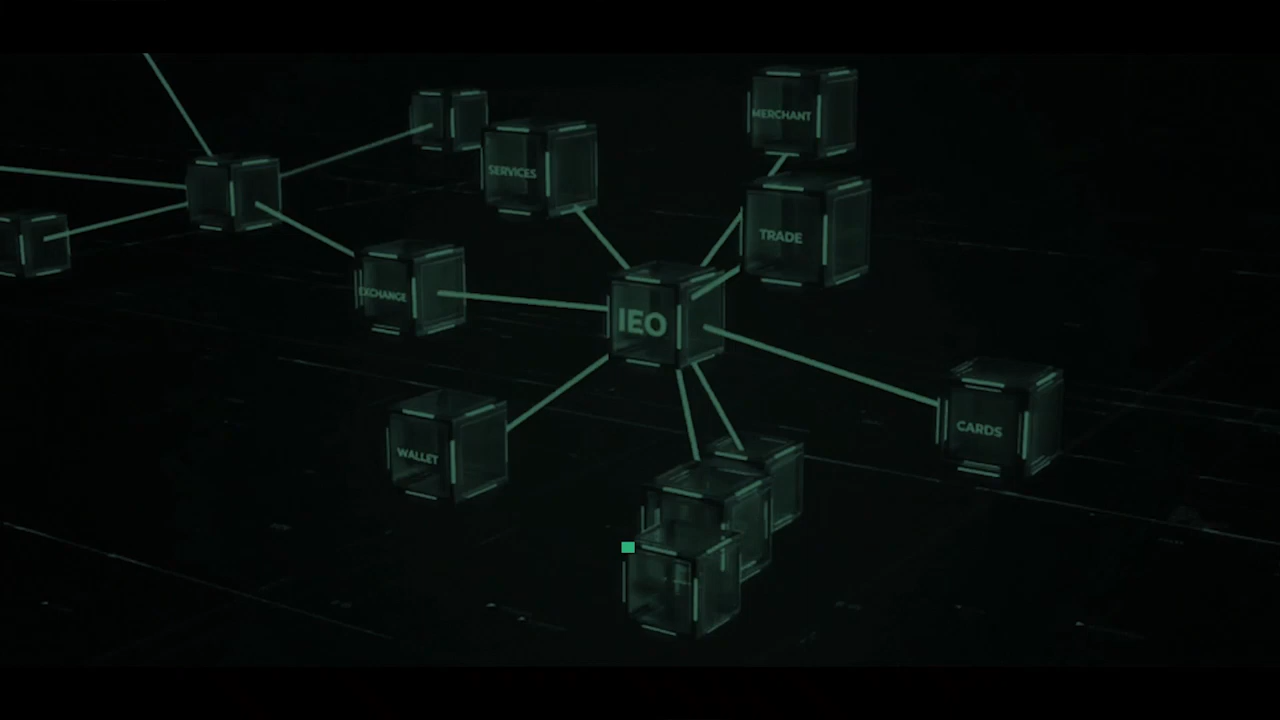 MERCHANT
SERVICES
TRADE
EXCHANGE
IEO
CARDS
WALLET